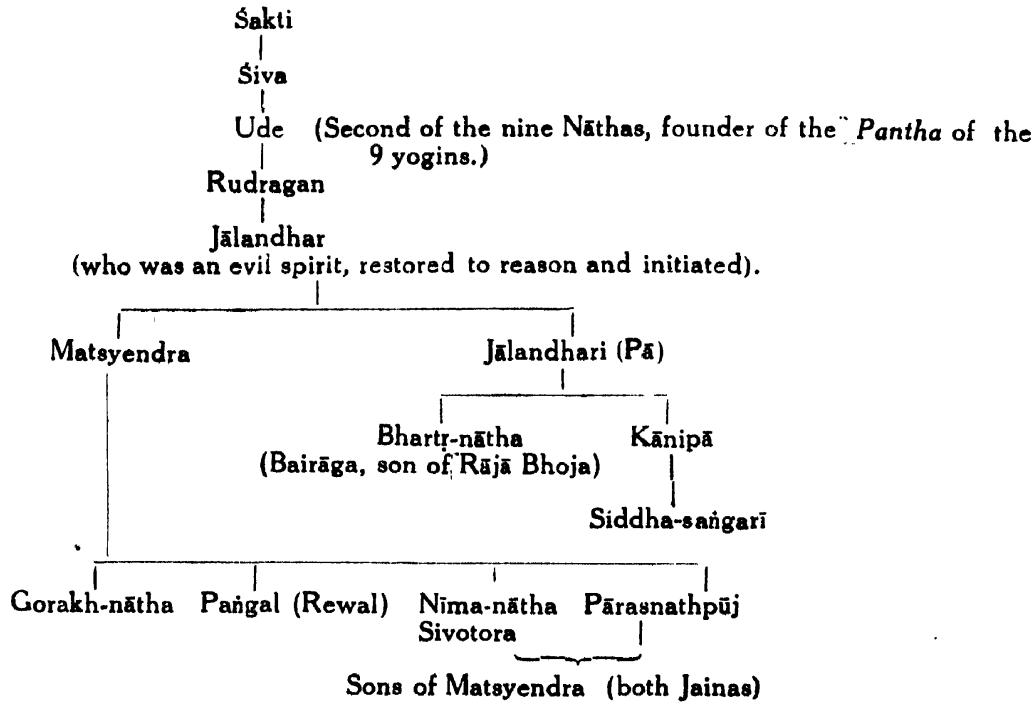 Śakti
Śiva
Ude (Second of the nine Nāthas, founder of the Pantha of the
9 yogins.)
Rudragan
Jālandhar
(who was an evil spirit, restored to reason and initiated).
Matsyendra Jālandhari (Pā)
Bhartṛ-nātha Kānipā
(Bairāga, son of Rājā Bhoja)
Siddha-saṅgarī
Gorakh-nātha Paṅgal (Rewal) Nīma-nātha Pārasnathpūj
Sivotora
Sons of Matsyendra (both Jainas)